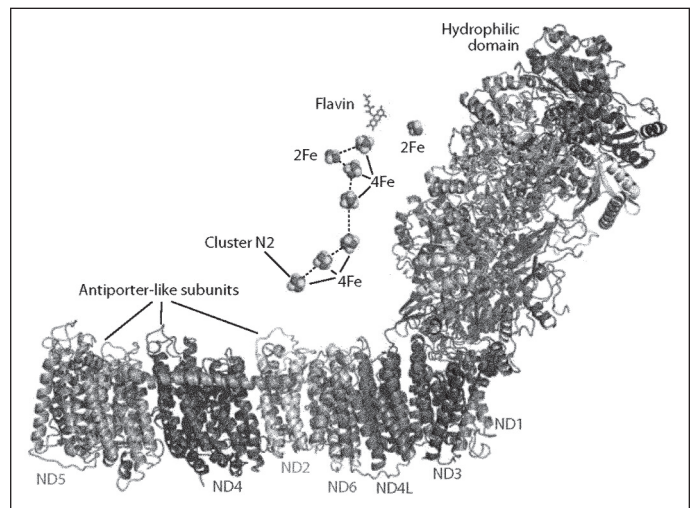 Hydrophilic
domain
Flavin
2Fe
2Fe
4Fe
Cluster N2
4Fe
Antiporter-like subunits
ND1
ND5
ND4
ND2
ND6
ND4L
ND3